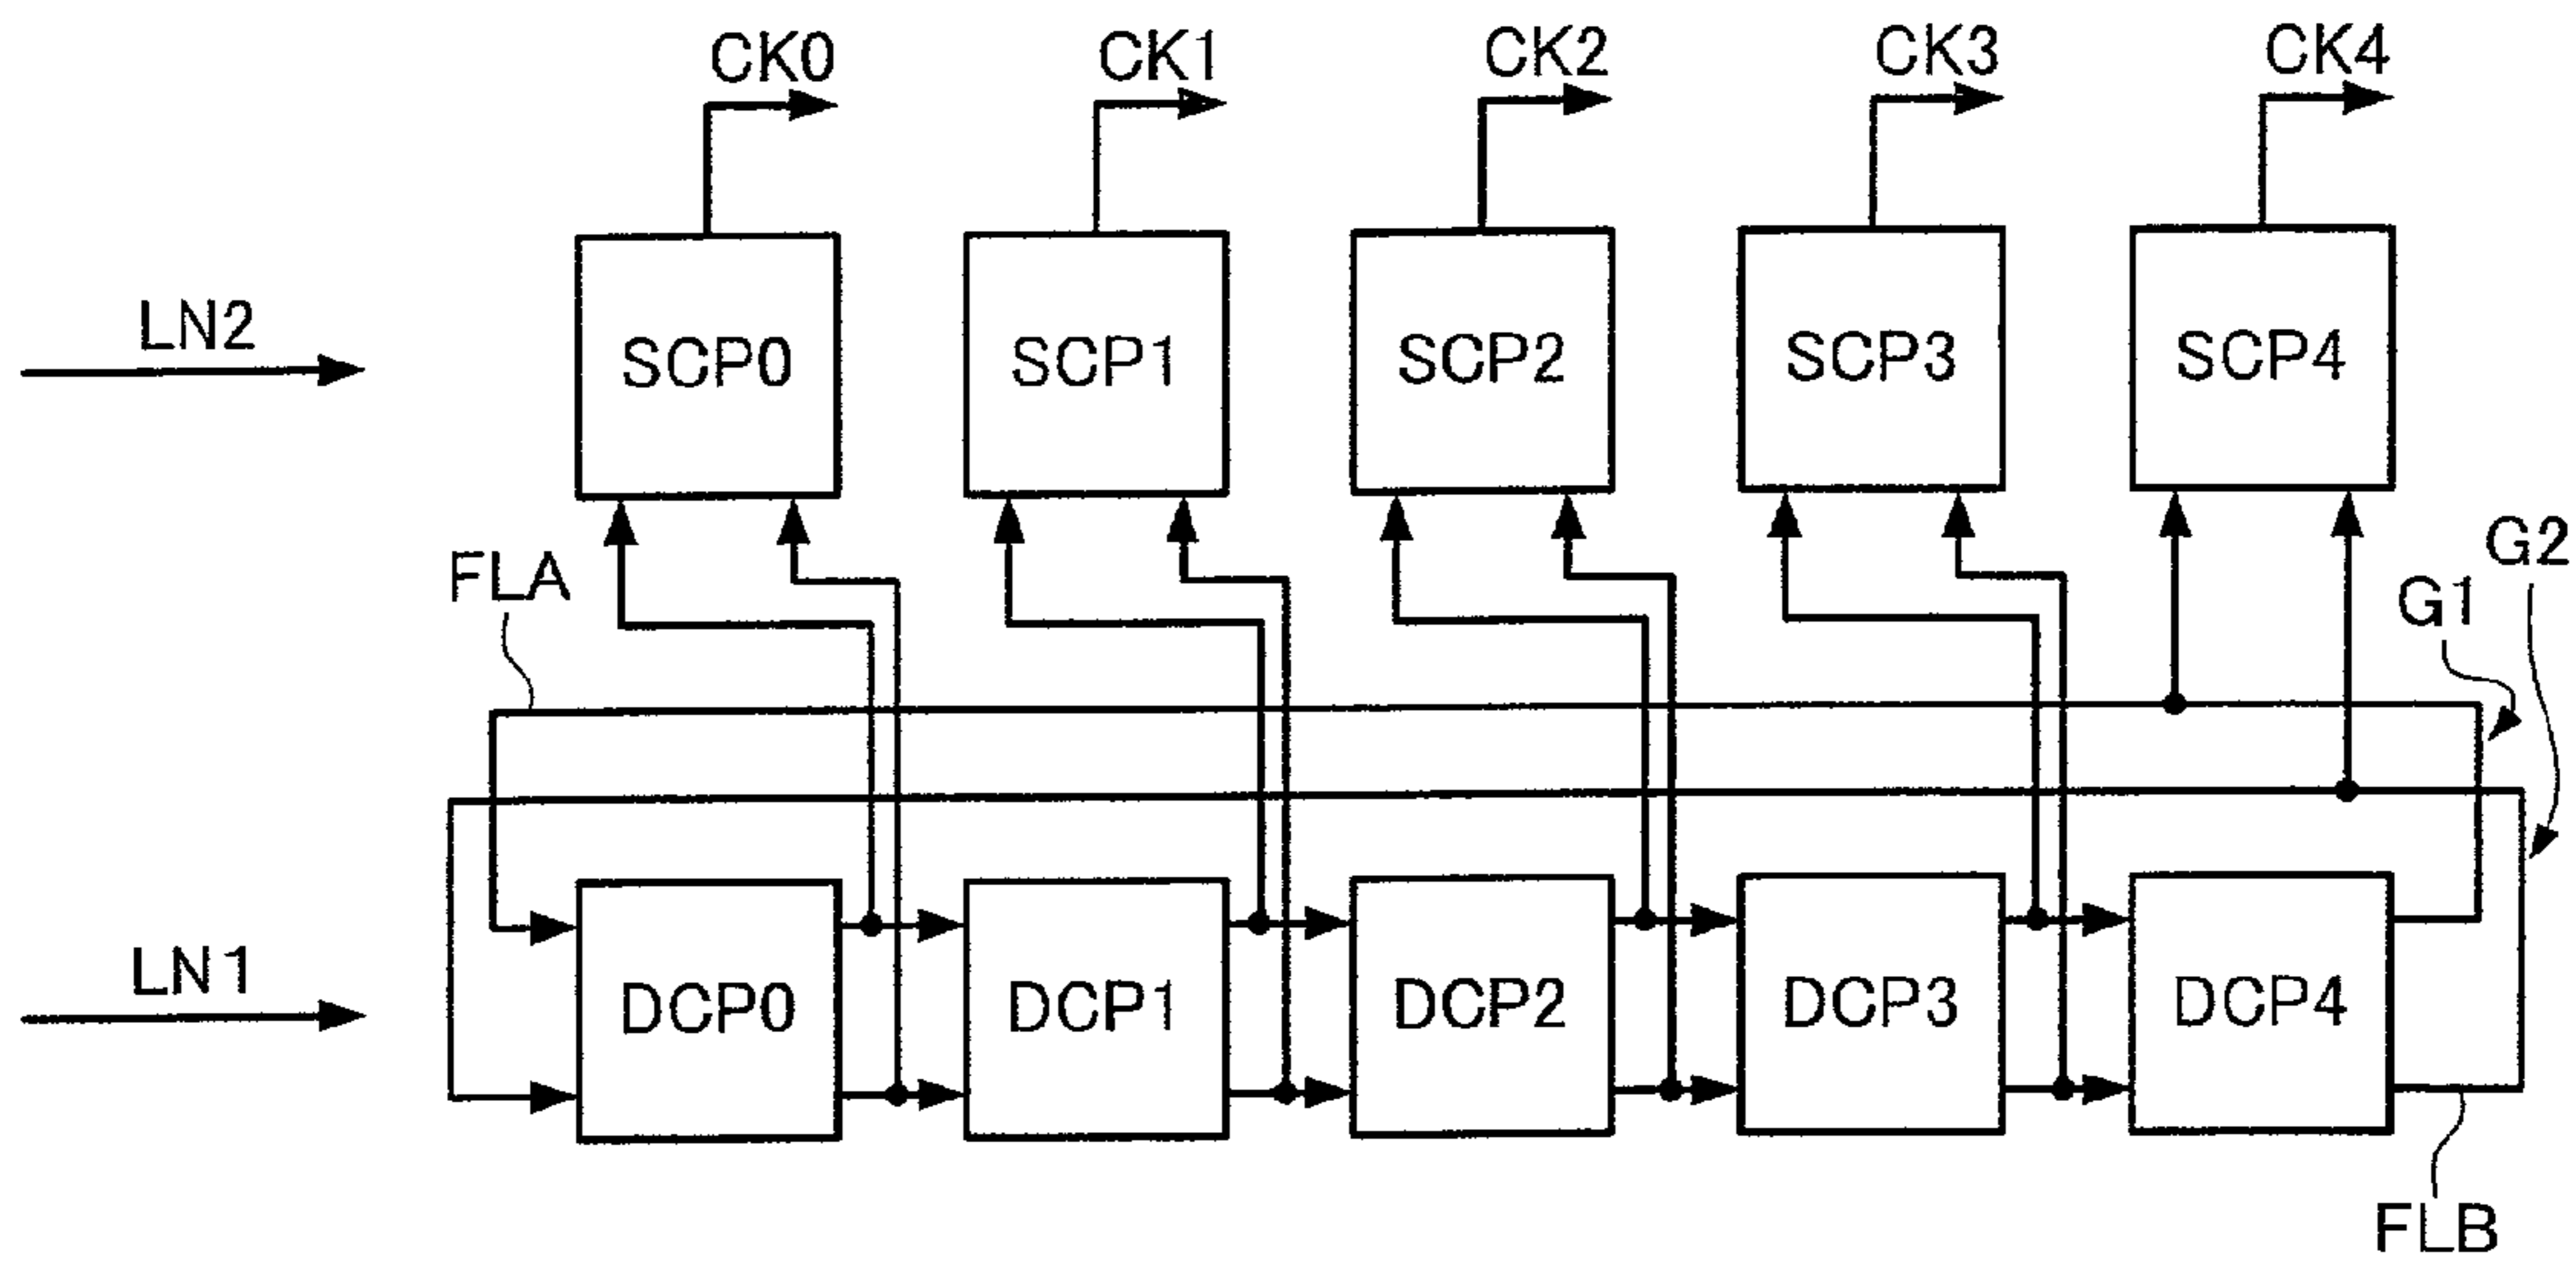 CK0 CK1 CK2 CK3 CK4
LN2
SCP0 SCP1 SCP2 SCP3 SCP4
FLA
G2
G1
LN1
DCP0 DCP1 DCP2 DCP3 DCP4
FLB